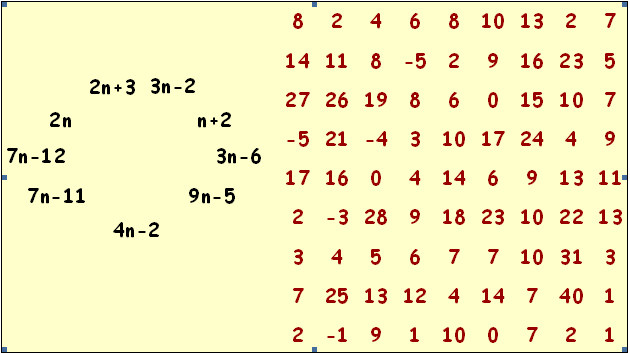 8 2 4 6 8 10 13 2 7
14 11 8 -5 2 9 16 23 5
2n+3 3n-2
27 26 19 8 6 0 15 10 7
2n n+2
-5 21 -4 3 10 17 24 4 9
7n-12 3n-6
17 16 0 4 14 6 9 13 11
7n-11 9n-5
2 -3 28 9 18 23 10 22 13
4n-2
3 4 5 6 7 7 10 31 3
7 25 13 12 4 14 7 40 1
2 -1 9 1 10 0 7 2 1